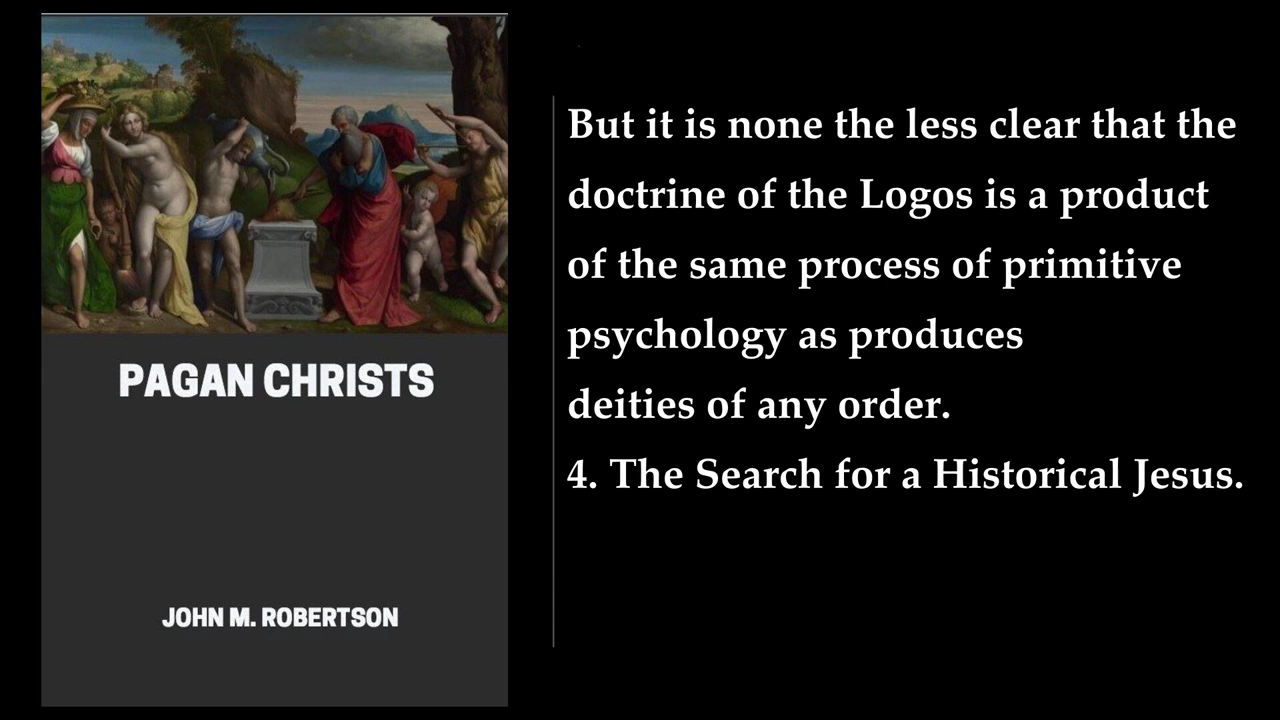 PAGAN CHRISTS
JOHN M. ROBERTSON
But it is none the less clear that the
doctrine of the Logos is a product
of the same process of primitive
psychology as produces
deities of any order.
4. The Search for a Historical Jesus.